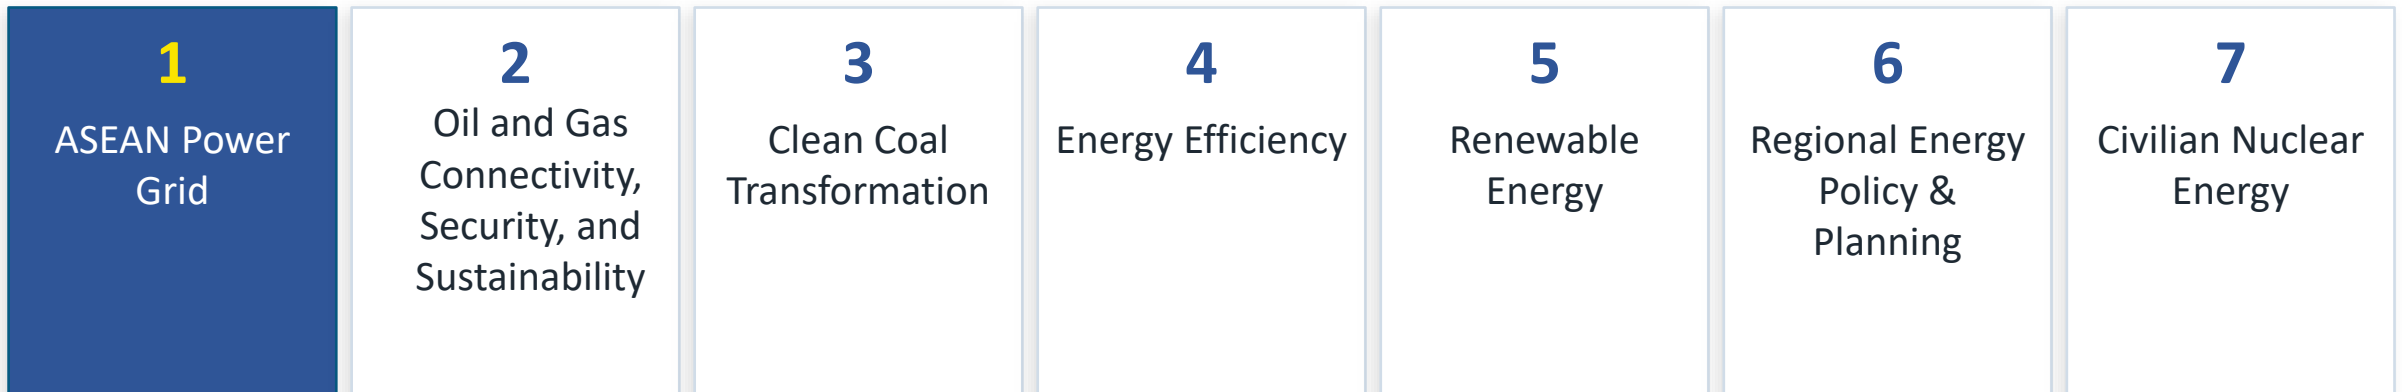 1
ASEAN Power
Grid
2
Oil and Gas
Connectivity,
Security, and
Sustainability
3
Clean Coal
Transformation
4
Energy Efficiency
5
Renewable
Energy
6
Regional Energy
Policy &
Planning
7
Civilian Nuclear
Energy